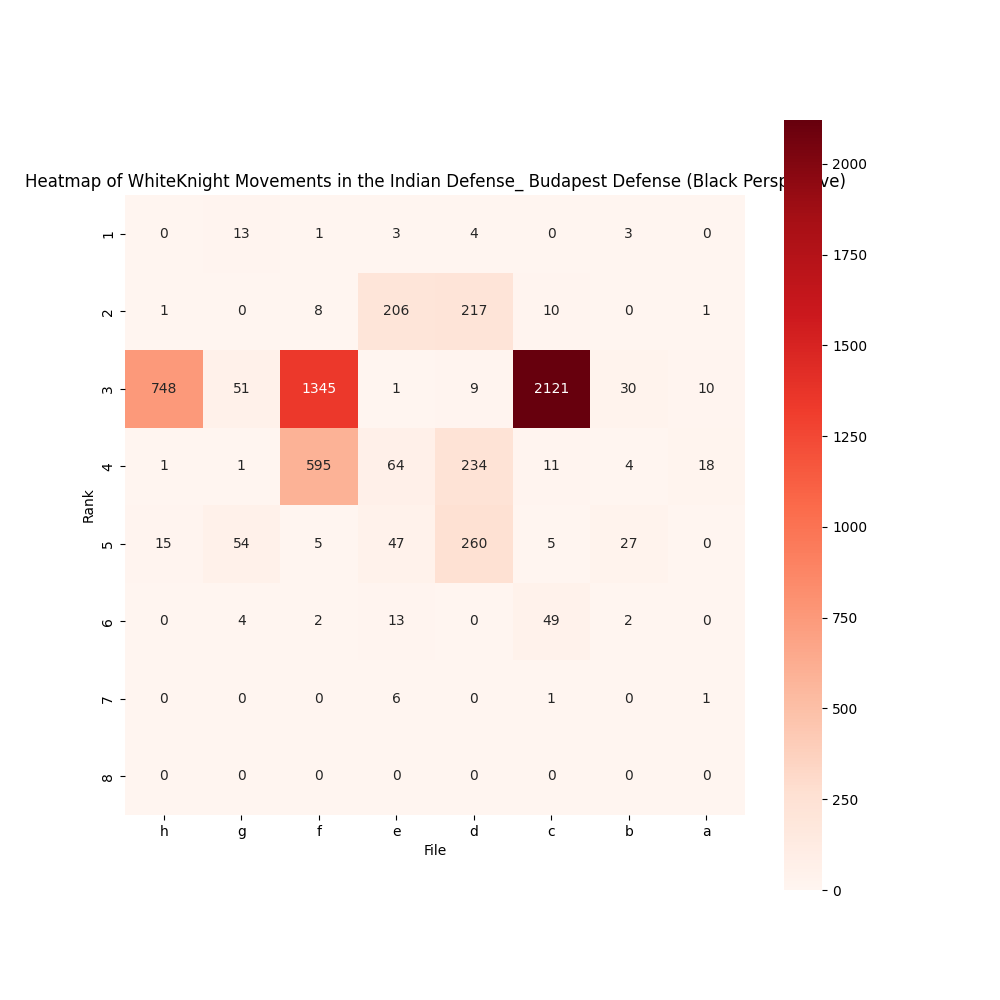 Heatmap of WhiteKnight Movements in the Indian Defense_ Budapest Defense (Black Perspective)
1 0 13 1 3 4 0 3 0
2 1 0 8 206 217 10 0 1
3 748 51 1345 1 9 2121 30 10
4 1 1 595 64 234 11 4 18
5 15 54 5 47 260 5 27 0
6 0 4 2 13 0 49 2 0
7 0 0 0 6 0 1 0 1
8 0 0 0 0 0 0 0 0
h g f e d c b a
File
Rank
2000
1750
1500
1250
1000
750
500
250
0